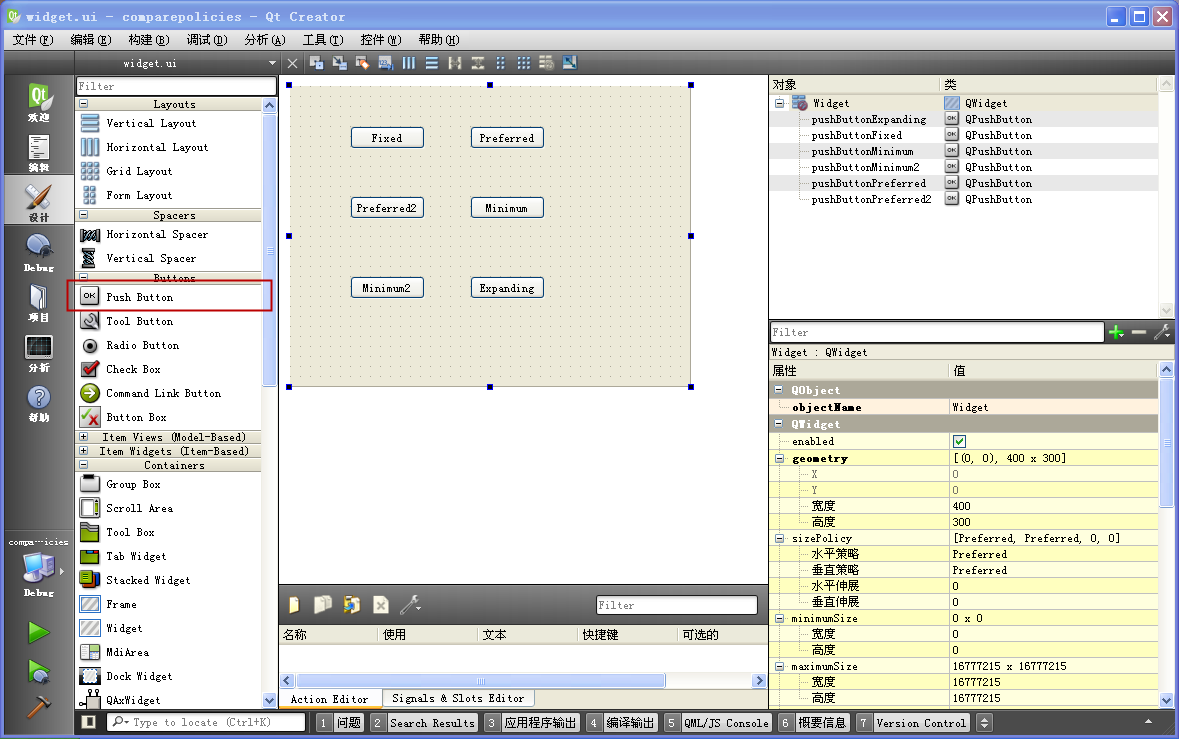 widget.ui - comparepolicies - Qt Creator
文件(F) 编辑(E) 构建(B) 调试(D) 分析(A) 工具(T) 控件(W) 帮助(H)
widget.ui
欢迎
编辑
设计
Debug
项目
分析
帮助
Filter
Layouts
Vertical Layout
Horizontal Layout
Grid Layout
Form Layout
Spacers
Horizontal Spacer
Vertical Spacer
Buttons
OK Push Button
Tool Button
Radio Button
Check Box
Command Link Button
Button Box
Item Views (Model-Based)
Item Widgets (Item-Based)
Containers
Group Box
Scroll Area
Tool Box
Tab Widget
Stacked Widget
Frame
Widget
MdiArea
Dock Widget
QAxWidget
Fixed Preferred
Preferred2 Minimum
Minimum2 Expanding
对象 类
Widget QWidget
pushButtonExpanding OK QPushButton
pushButtonFixed OK QPushButton
pushButtonMinimum OK QPushButton
pushButtonMinimum2 OK QPushButton
pushButtonPreferred OK QPushButton
pushButtonPreferred2 OK QPushButton
Filter
Widget : QWidget
属性 值
QObject
objectName Widget
QWidget
enabled
geometry [(0, 0), 400 x 300]
X 0
Y 0
宽度 400
高度 300
sizePolicy [Preferred, Preferred, 0, 0]
水平策略 Preferred
垂直策略 Preferred
水平伸展 0
垂直伸展 0
minimumSize 0 x 0
宽度 0
高度 0
maximumSize 16777215 x 16777215
宽度 16777215
高度 16777215
Filter
名称 使用 文本 快捷键 可选的
Action Editor Signals & Slots Editor
Debug
Type to locate (Ctrl+K) 1 问题 2 Search Results 3 应用程序输出 4 编译输出 5 QML/JS Console 6 概要信息 7 Version Control